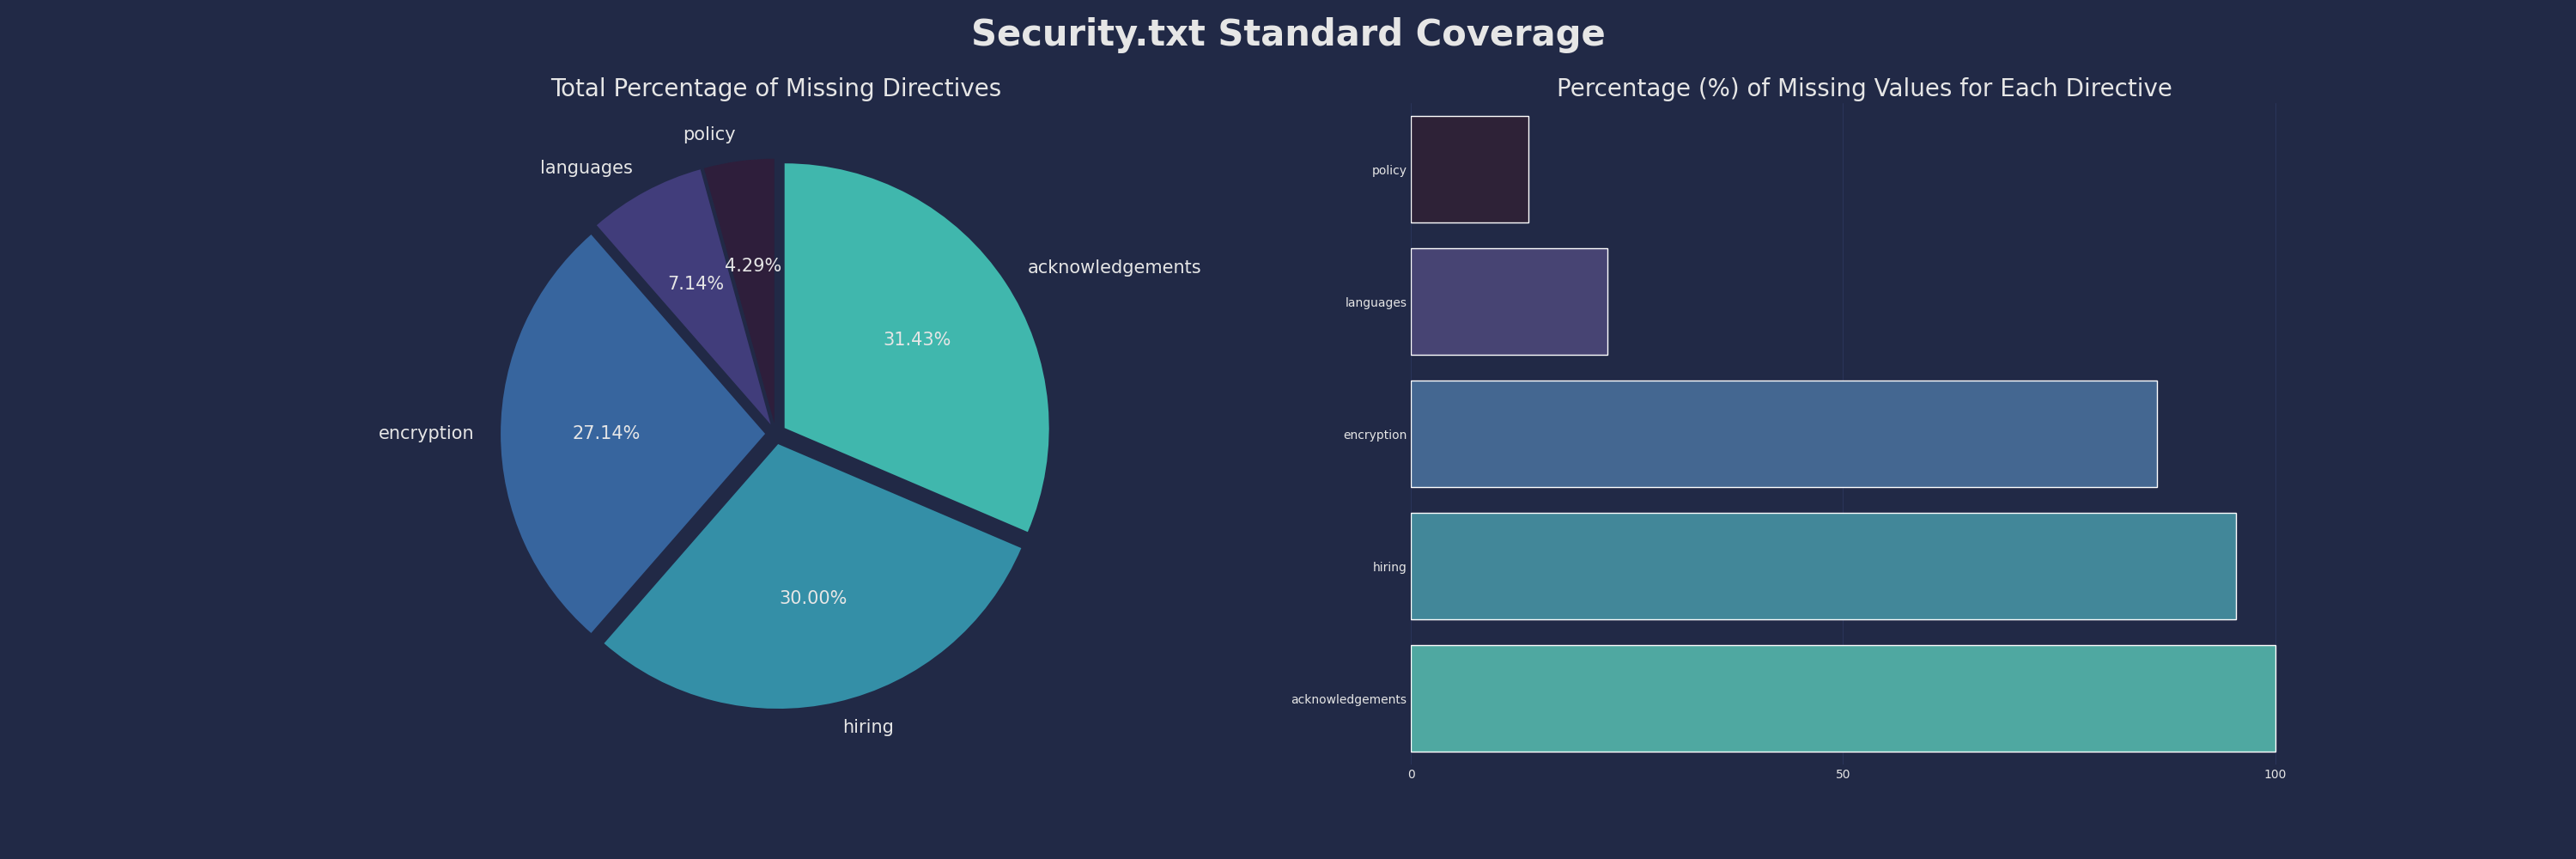 Security.txt Standard Coverage
Total Percentage of Missing Directives
policy
languages
4.29%
7.14%
acknowledgements
31.43%
encryption
27.14%
30.00%
hiring
Percentage (%) of Missing Values for Each Directive
policy
languages
encryption
hiring
acknowledgements
0
50
100